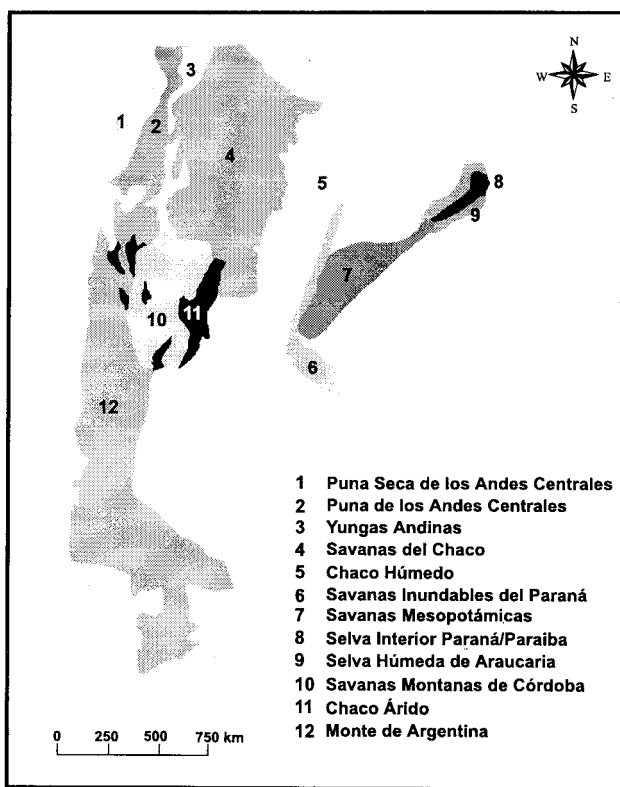 N
W E
S
3
1
2
4
5
8
9
7
10
11
6
12
1 Puna Seca de los Andes Centrales
2 Puna de los Andes Centrales
3 Yungas Andinas
4 Savanas del Chaco
5 Chaco Húmedo
6 Savanas Inundables del Paraná
7 Savanas Mesopotámicas
8 Selva Interior Paraná/Paraiba
9 Selva Húmeda de Araucaria
10 Savanas Montanas de Córdoba
11 Chaco Árido
12 Monte de Argentina
0 250 500 750 km